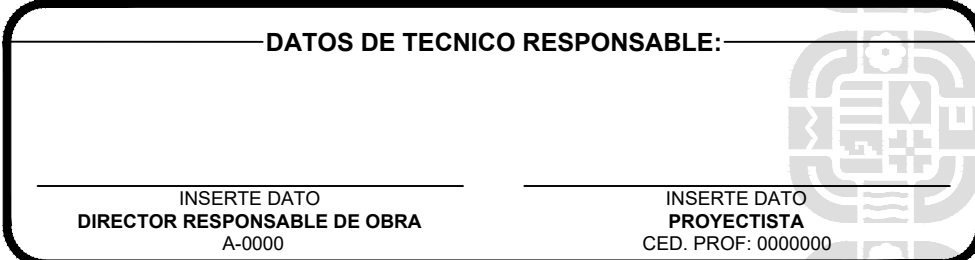 DATOS DE TECNICO RESPONSABLE:
INSERTE DATO
DIRECTOR RESPONSABLE DE OBRA
A-0000
INSERTE DATO
PROYECTISTA
CED. PROF: 0000000